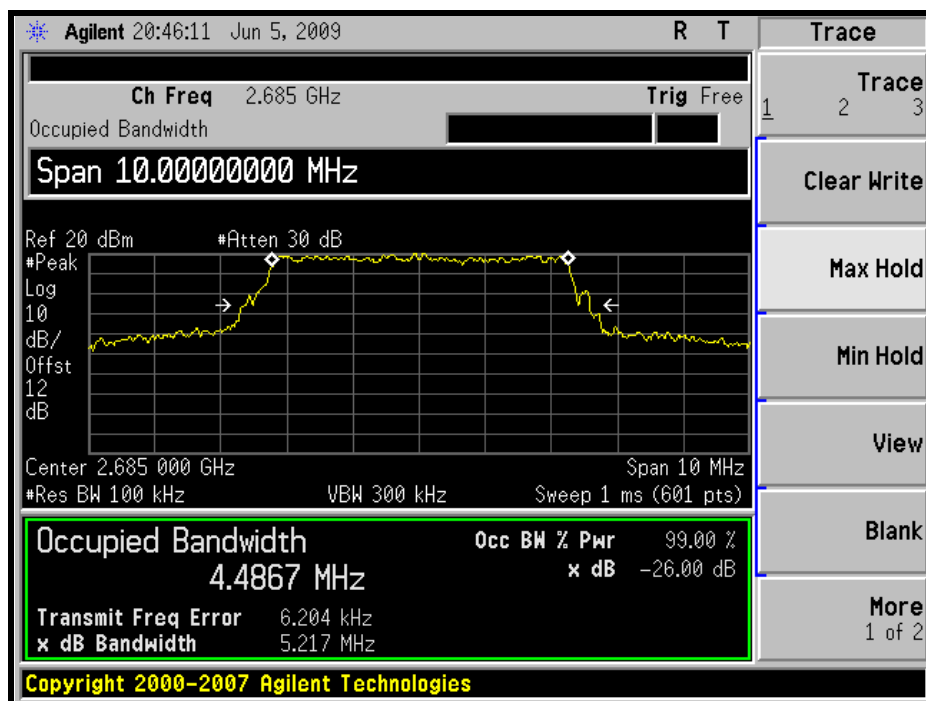 Agilent 20:46:11 Jun 5, 2009 R T
Trace
Ch Freq 2.685 GHz Trig Free
Occupied Bandwidth
Span 10.00000000 MHz
Ref 20 dBm #Atten 30 dB
#Peak
Log
10
dB/
Offst
12
dB
Center 2.685 000 GHz Span 10 MHz
#Res BW 100 kHz VBW 300 kHz Sweep 1 ms (601 pts)
Occupied Bandwidth
4.4867 MHz
Occ BW % Pwr 99.00 %
x dB -26.00 dB
Transmit Freq Error 6.204 kHz
x dB Bandwidth 5.217 MHz
Copyright 2000-2007 Agilent Technologies
Trace
1 2 3
Clear Write
Max Hold
Min Hold
View
Blank
More
1 of 2